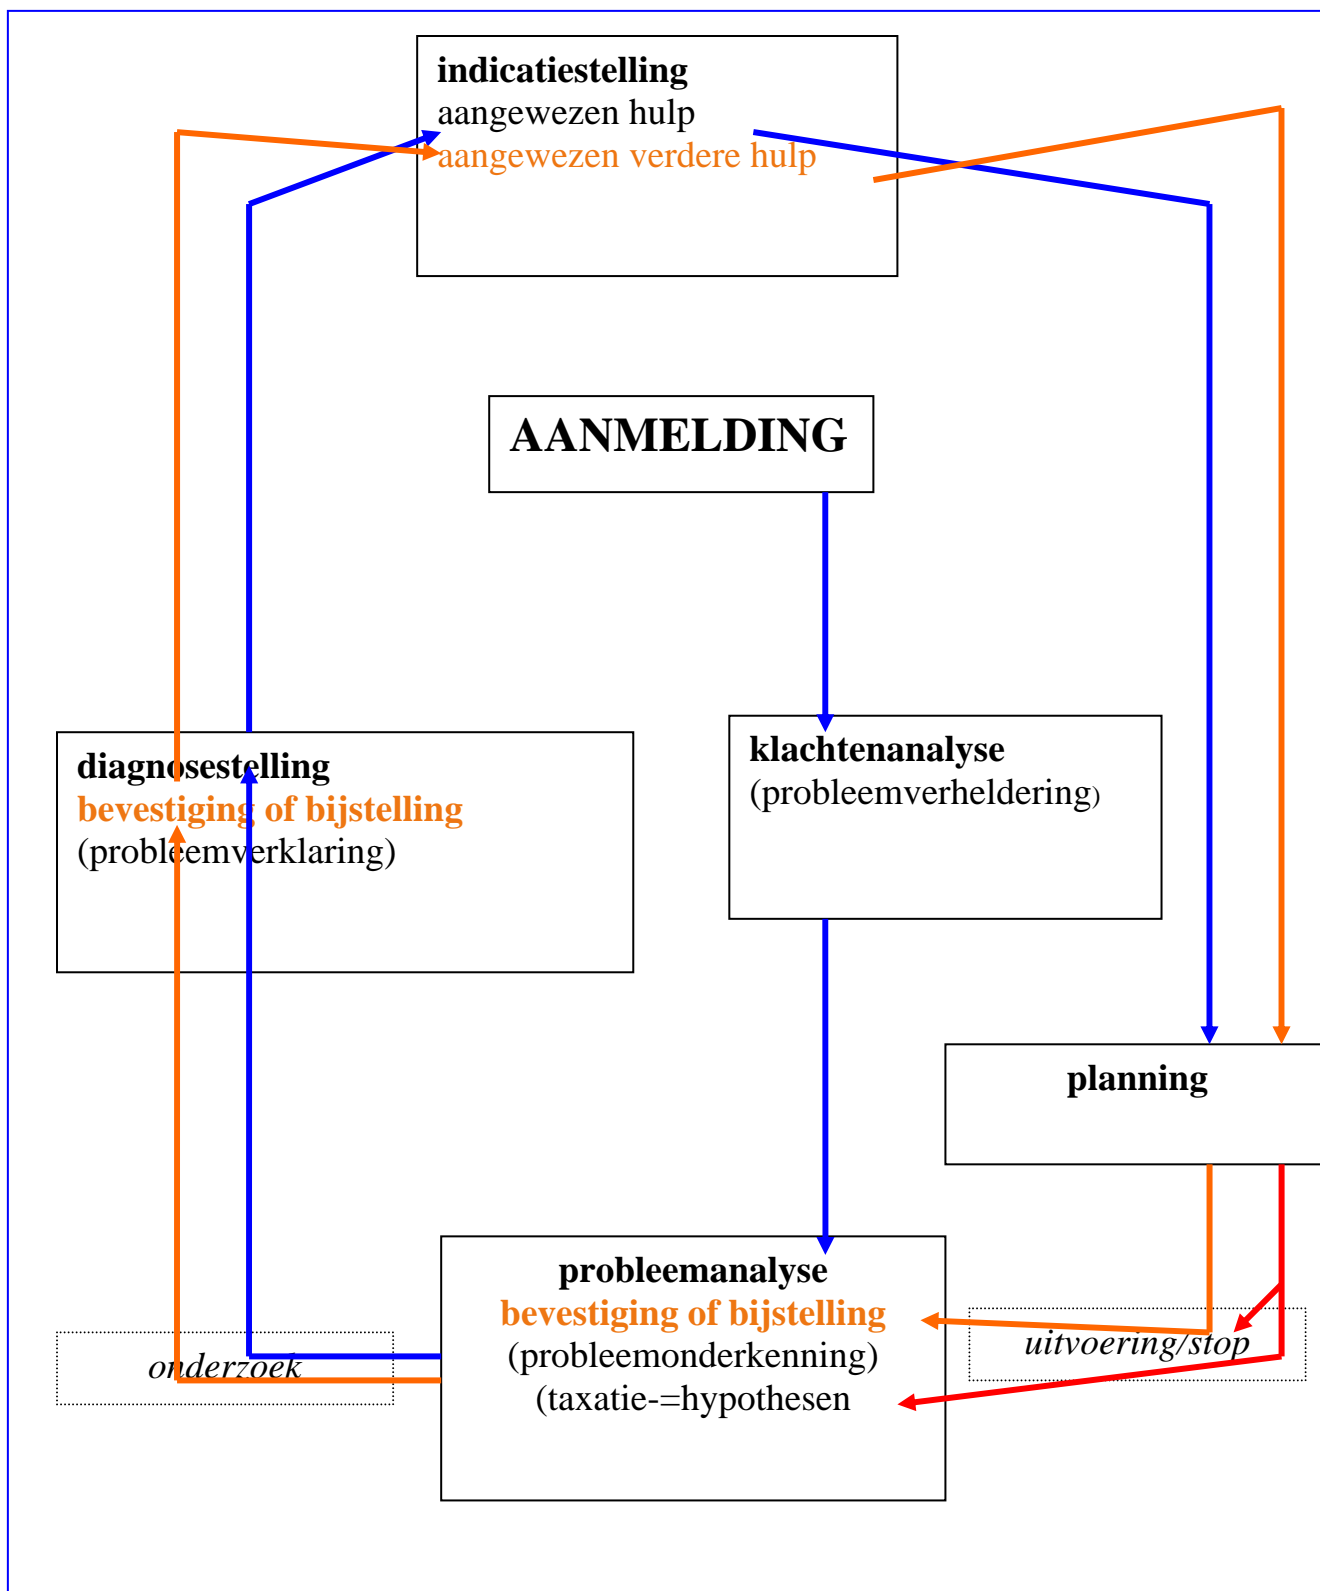 indicatiestelling
aangewezen hulp
aangewezen verdere hulp
AANMELDING
klachtenanalyse
(probleemverheldering)
diagnosestelling
bevestiging of bijstelling
(probleemverklaring)
planning
probleemanalyse
bevestiging of bijstelling
(probleemonderkenning)
(taxatie-=hypothesen
uitvoering/stop
onderzoek